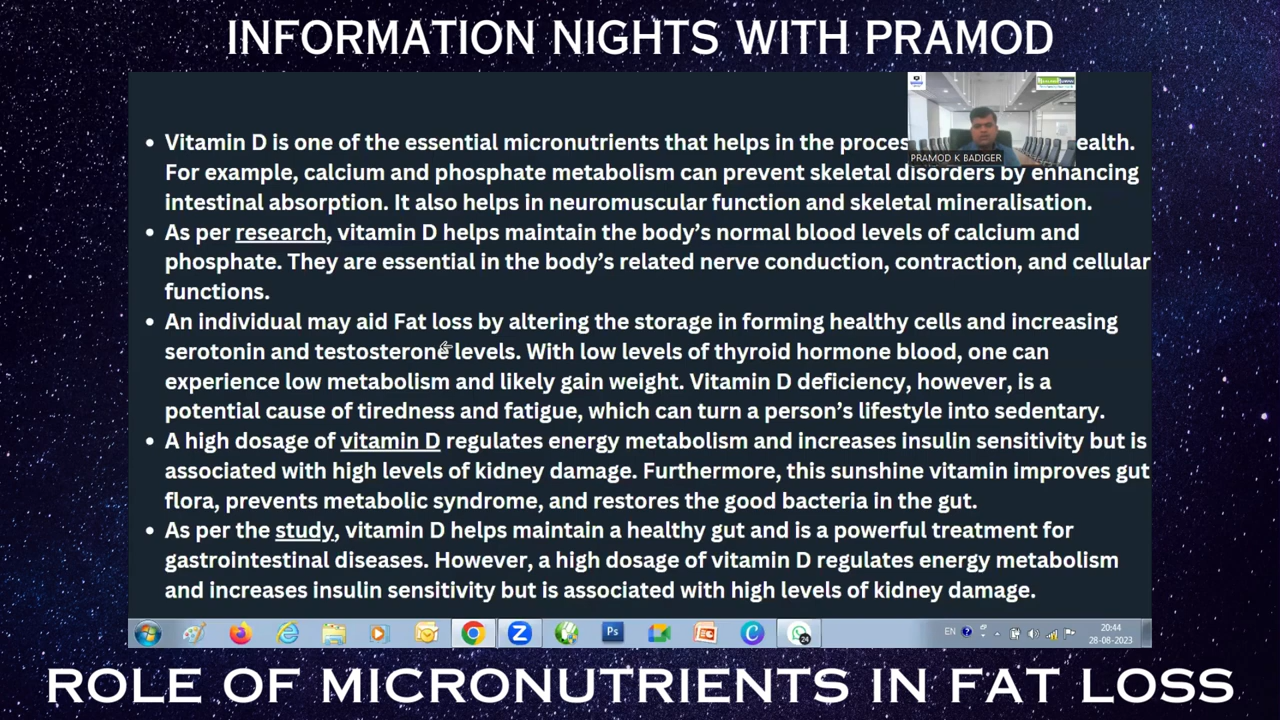 INFORMATION NIGHTS WITH PRAMOD
• Vitamin D is one of the essential micronutrients that helps in the proces ealth.
For example, calcium and phosphate metabolism can prevent skeletal disorders by enhancing
intestinal absorption. It also helps in neuromuscular function and skeletal mineralisation.
PRAMOD K BADIGER
• As per research, vitamin D helps maintain the body's normal blood levels of calcium and
phosphate. They are essential in the body's related nerve conduction, contraction, and cellular
functions.
• An individual may aid Fat loss by altering the storage in forming healthy cells and increasing
serotonin and testosterone levels. With low levels of thyroid hormone blood, one can
experience low metabolism and likely gain weight. Vitamin D deficiency, however, is a
potential cause of tiredness and fatigue, which can turn a person's lifestyle into sedentary.
• A high dosage of vitamin D regulates energy metabolism and increases insulin sensitivity but is
associated with high levels of kidney damage. Furthermore, this sunshine vitamin improves gut
flora, prevents metabolic syndrome, and restores the good bacteria in the gut.
• As per the study, vitamin D helps maintain a healthy gut and is a powerful treatment for
gastrointestinal diseases. However, a high dosage of vitamin D regulates energy metabolism
and increases insulin sensitivity but is associated with high levels of kidney damage.
Ps
24
EN
20:44
28-08-2023
ROLE OF MICRONUTRIENTS IN FAT LOSS